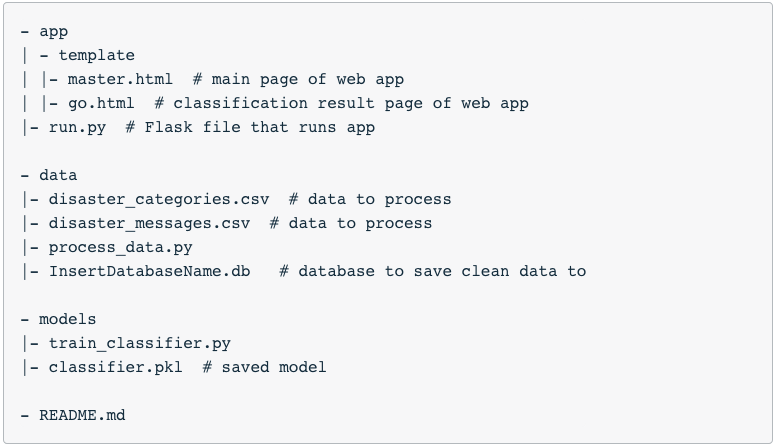 - app
| - template
| |- master.html  # main page of web app
| |- go.html  # classification result page of web app
|- run.py  # Flask file that runs app

- data
|- disaster_categories.csv  # data to process
|- disaster_messages.csv  # data to process
|- process_data.py
|- InsertDatabaseName.db   # database to save clean data to

- models
|- train_classifier.py
|- classifier.pkl  # saved model

- README.md